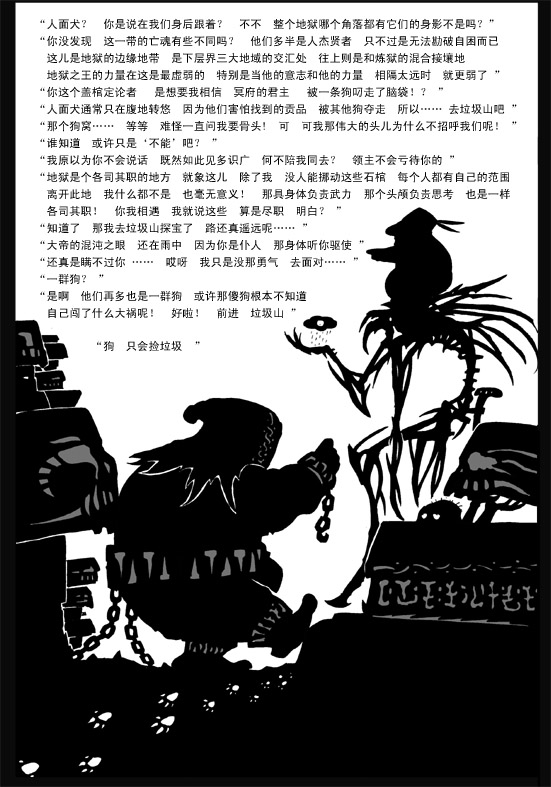 “人面犬？　你是说在我们身后跟着？　不不　整个地狱哪个角落都有它们的身影不是吗？”
“你没发现　这一带的亡魂有些不同吗？　他们多半是人杰贤者　只不过是无法勘破自困而已
这儿是地狱的边缘地带　是下层界三大地域的交汇处　往上则是和炼狱的混合接壤地
地狱之王的力量在这是最虚弱的　特别是当他的意志和他的力量　相隔太远时　就更弱了 ”
“你这个盖棺定论者　是想要我相信　冥府的君主　被一条狗叼走了脑袋！？ ”
“人面犬通常只在腹地转悠　因为他们害怕找到的贡品　被其他狗夺走　所以…… 去垃圾山吧 ”
“那个狗窝……　等等　难怪一直问我要骨头!　可　可我那伟大的头儿为什么不招呼我们呢！ ”
“谁知道　或许只是‘不能’吧？ ”
“我原以为你不会说话　既然如此见多识广　何不陪我同去？　领主不会亏待你的 ”
“地狱是个各司其职的地方　就象这儿　除了我　没人能挪动这些石棺　每个人都有自己的范围
离开此地　我什么都不是　也毫无意义!　那具身体负责武力　那个头颅负责思考　也是一样
各司其职!　你我相遇　我就说这些　算是尽职　明白？ ”
“知道了　那我去垃圾山探宝了　路还真遥远呢…… ”
“大帝的混沌之眼　还在雨中　因为你是仆人　那身体听你驱使 ”
“还真是瞒不过你 ……　哎呀　我只是没那勇气　去面对…… ”
“一群狗？ ”
“是啊　他们再多也是一群狗　或许那傻狗根本不知道
自己闯了什么大祸呢!　好啦!　前进　垃圾山 ”
“狗　只会捡垃圾　”